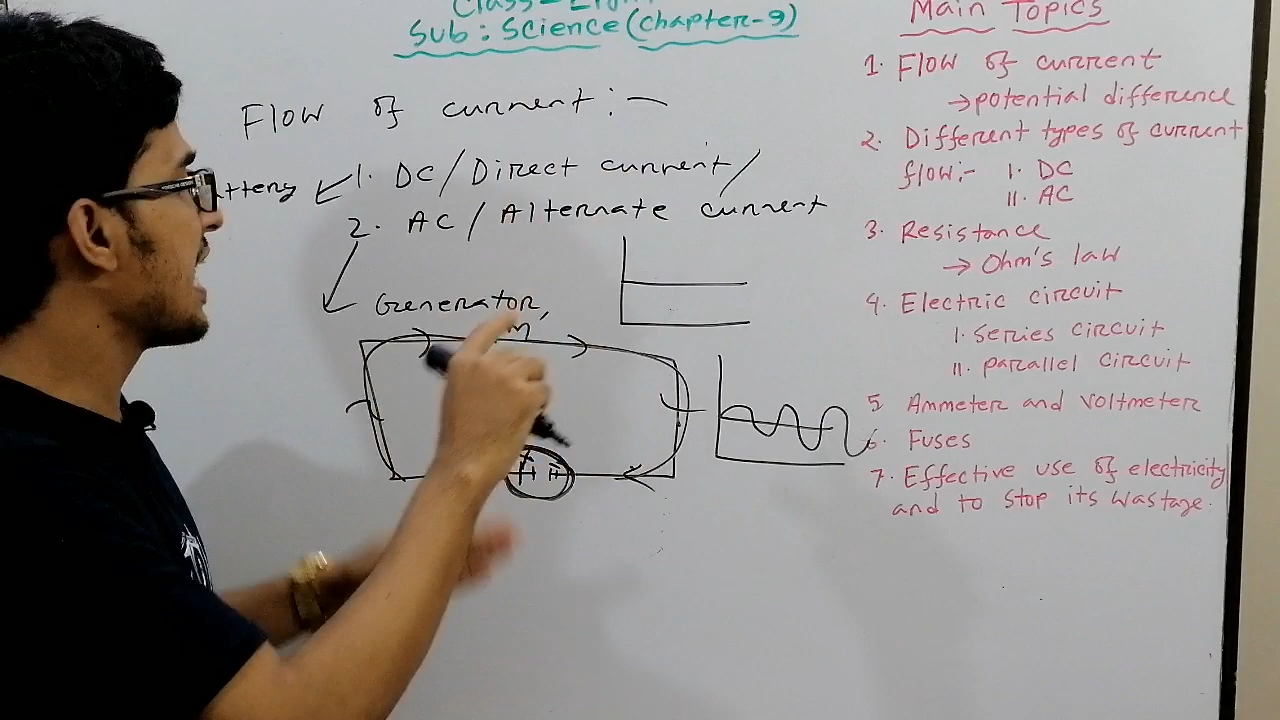 Sub : Science (chapter-9)
Flow of current :-
1. DC / Direct current /
2. AC / Alternate current
Generator,
Main Topics
1. Flow of current
→ potential difference
2. Different types of current
flow:- I. DC
II. AC
3. Resistance
→ Ohm's law
4. Electric circuit
I. Series circuit
II. parallel circuit
5 Ammeter and voltmeter
6. Fuses
7. Effective use of electricity
and to stop its wastage.